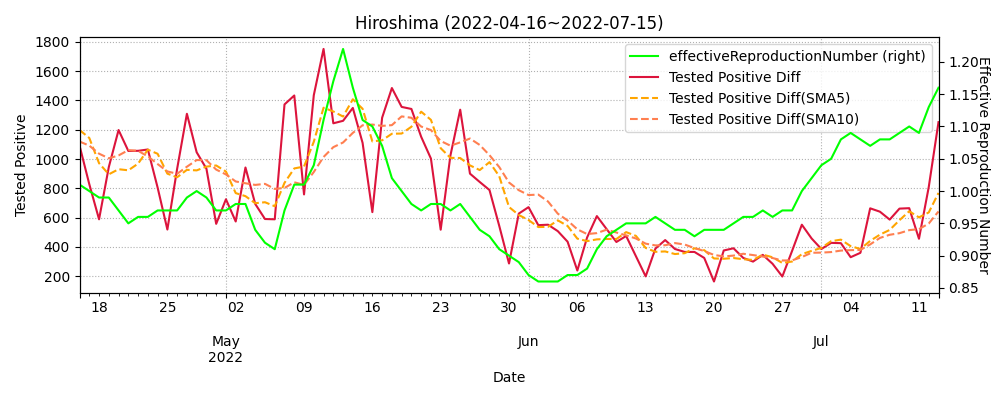 Hiroshima (2022-04-16~2022-07-15)
effectiveReproductionNumber (right)
Tested Positive Diff
Tested Positive Diff(SMA5)
Tested Positive Diff(SMA10)
Tested Positive
1800
1600
1400
1200
1000
800
600
400
200
1.20
1.15
1.10
1.05
1.00
0.95
0.90
0.85
Effective Reproduction Number
18 25 02 09 16 23 30 06 13 20 27 04 11
May Jun Jul
2022
Date